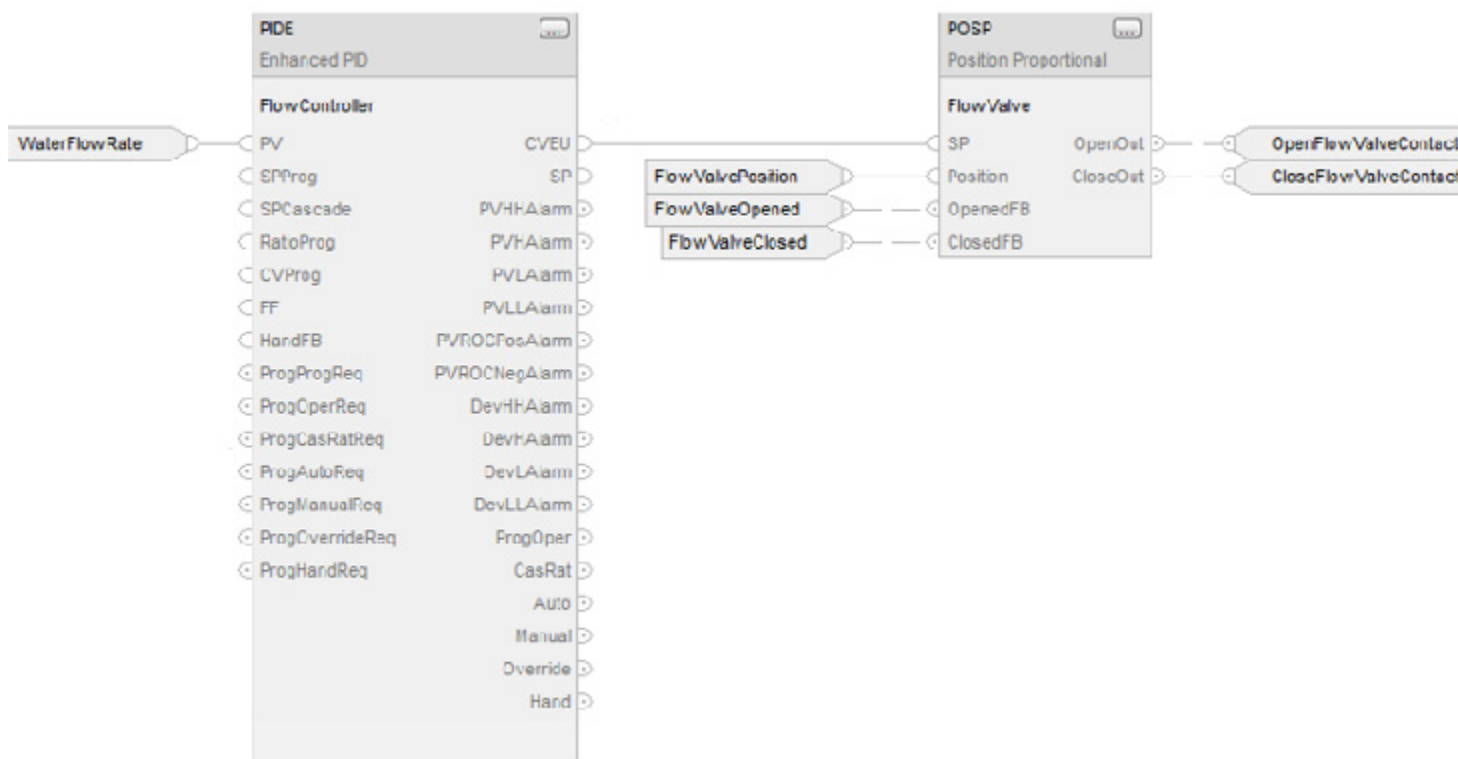 PIDE
Enhanced PID
FlowController
WaterFlowRate
PV CVEU
SPProg SP
SPCascade PVHHAlarm
RatioProg PVHAlarm
CVProg PVLAlarm
FF PVLLAlarm
HandFB PVROCPosAlarm
ProgProgReq PVROCNegAlarm
ProgOperReq DevHHAlarm
ProgCasRatReq DevHAlarm
ProgAutoReq DevLAlarm
ProgManualReq DevLLAlarm
ProgOverrideReq ProgOper
ProgHandReq CasRat
Auto
Manual
Override
Hand
POSP
Position Proportional
FlowValve
SP OpenOut
Position CloseOut
OpenedFB
ClosedFB
FlowValvePosition
FlowValveOpened
FlowValveClosed
OpenFlowValveContact
CloseFlowValveContact